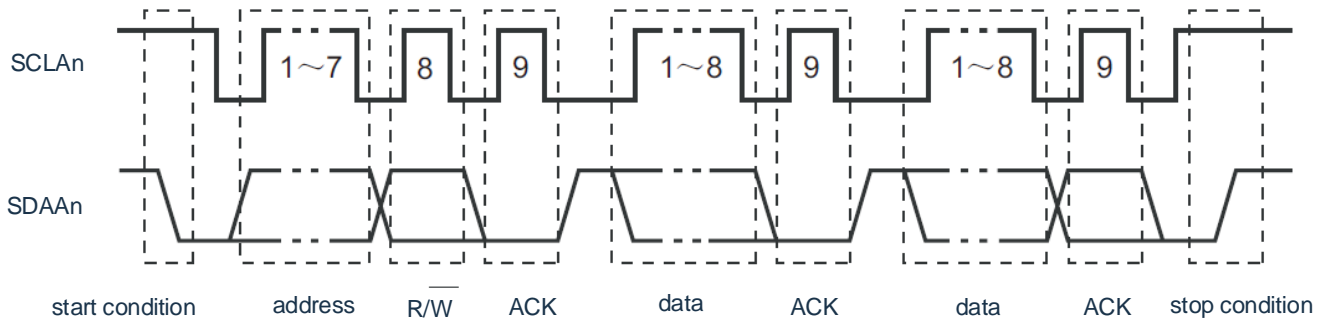 SCLAn
1～7
8
9
1～8
9
1～8
9
SDAAn
start condition
address
R/W̅
ACK
data
ACK
data
ACK
stop condition